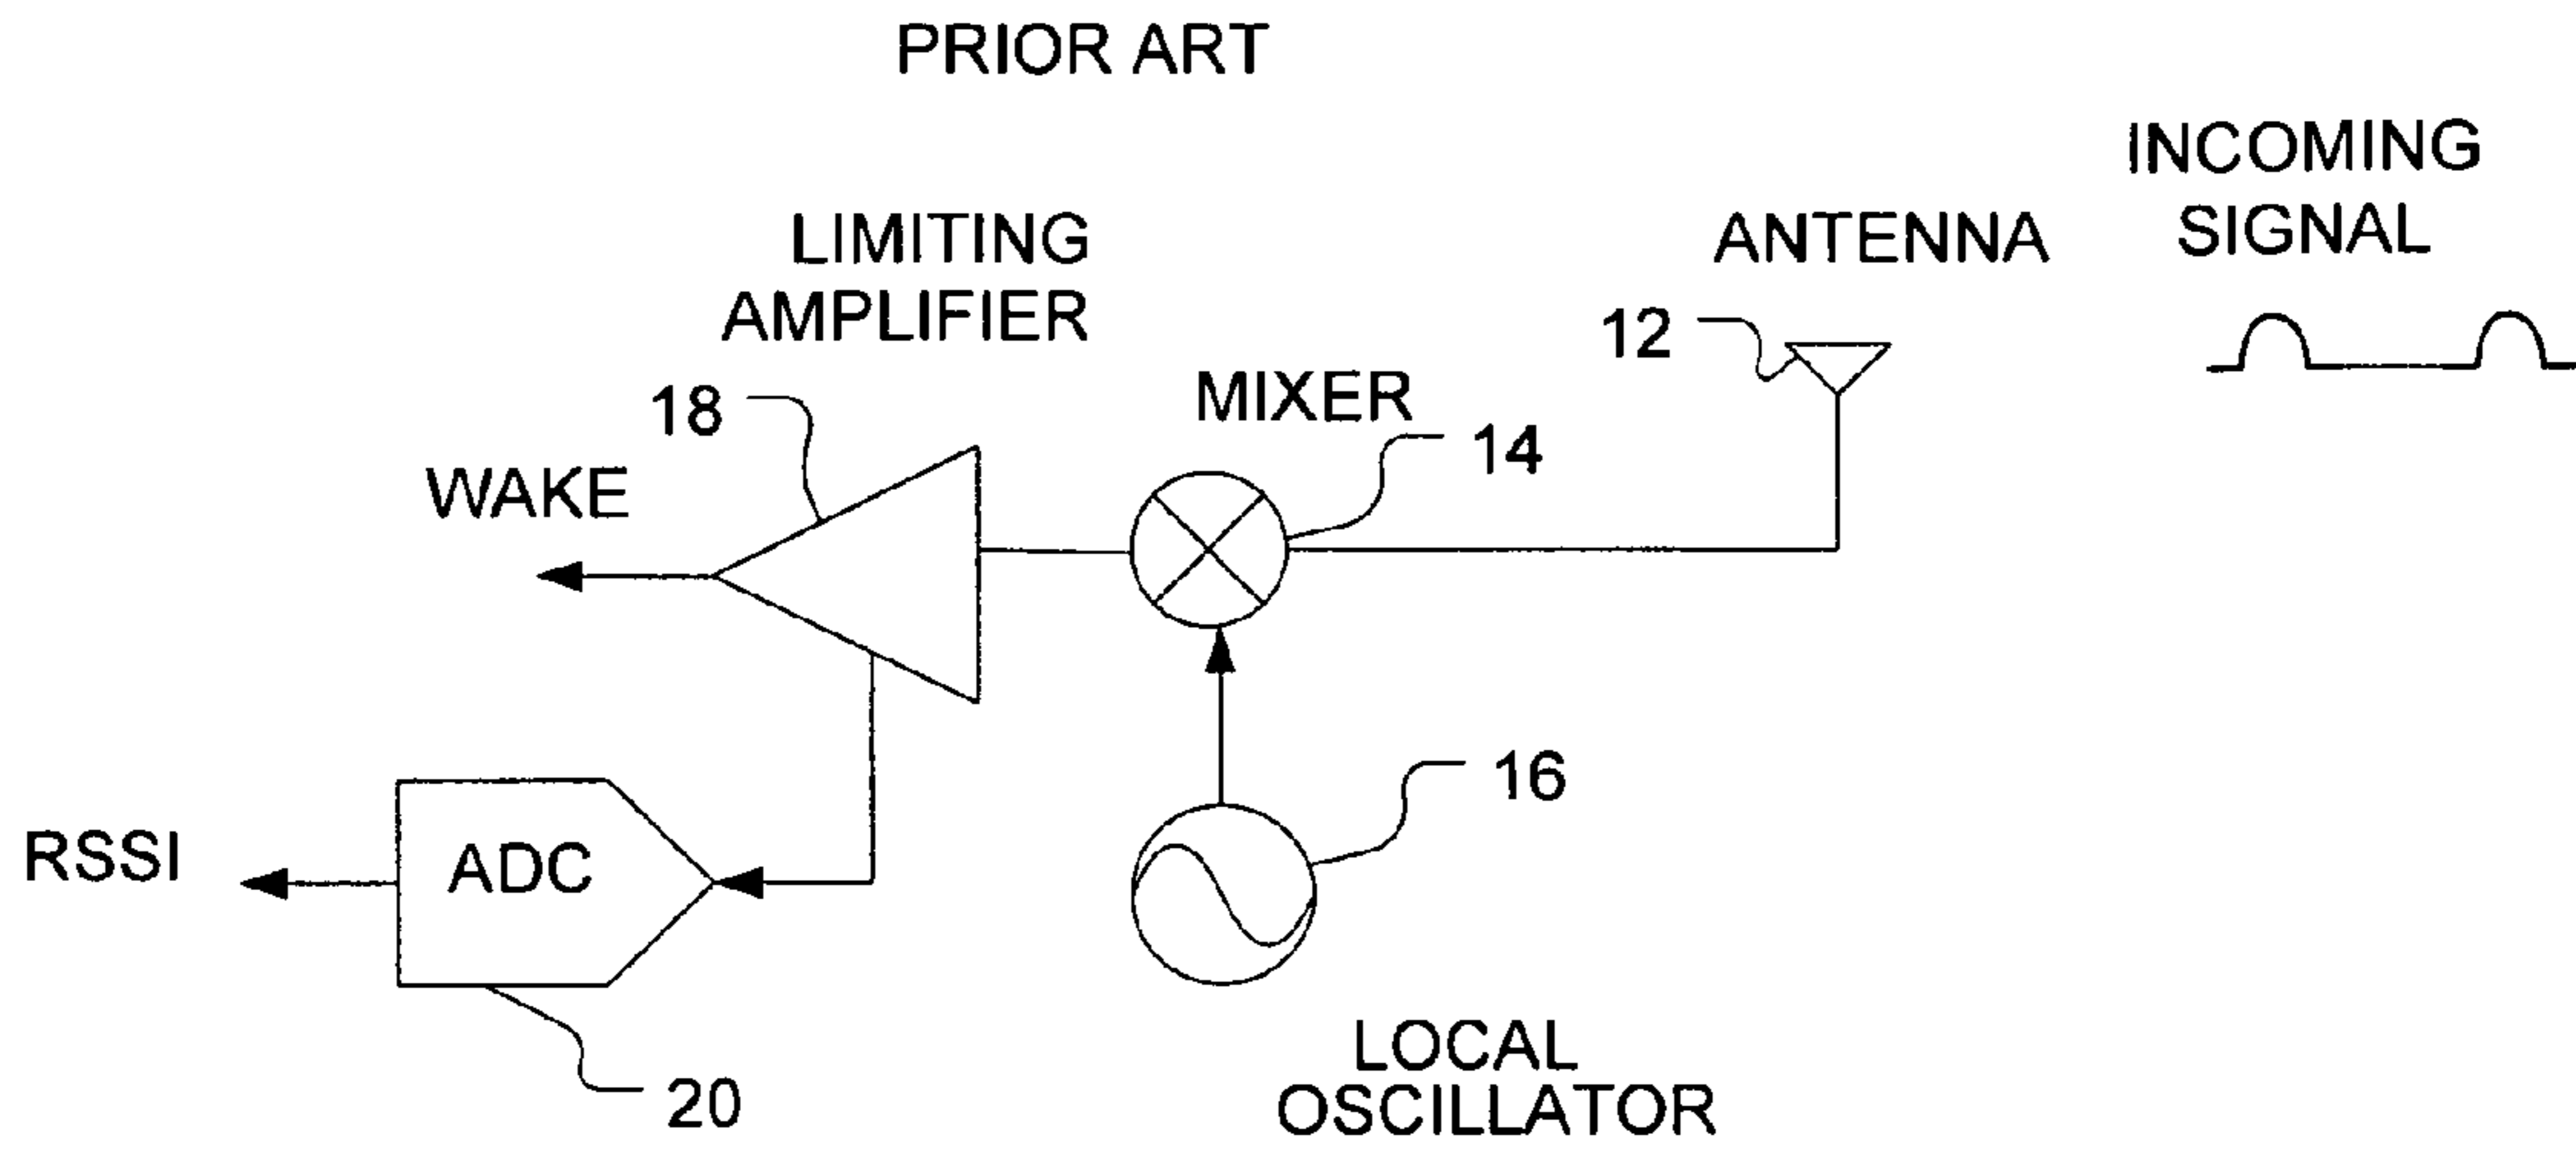 PRIOR ART
INCOMING
SIGNAL
LIMITING
AMPLIFIER
ANTENNA
12
MIXER
18
14
WAKE
16
RSSI
ADC
LOCAL
OSCILLATOR
20